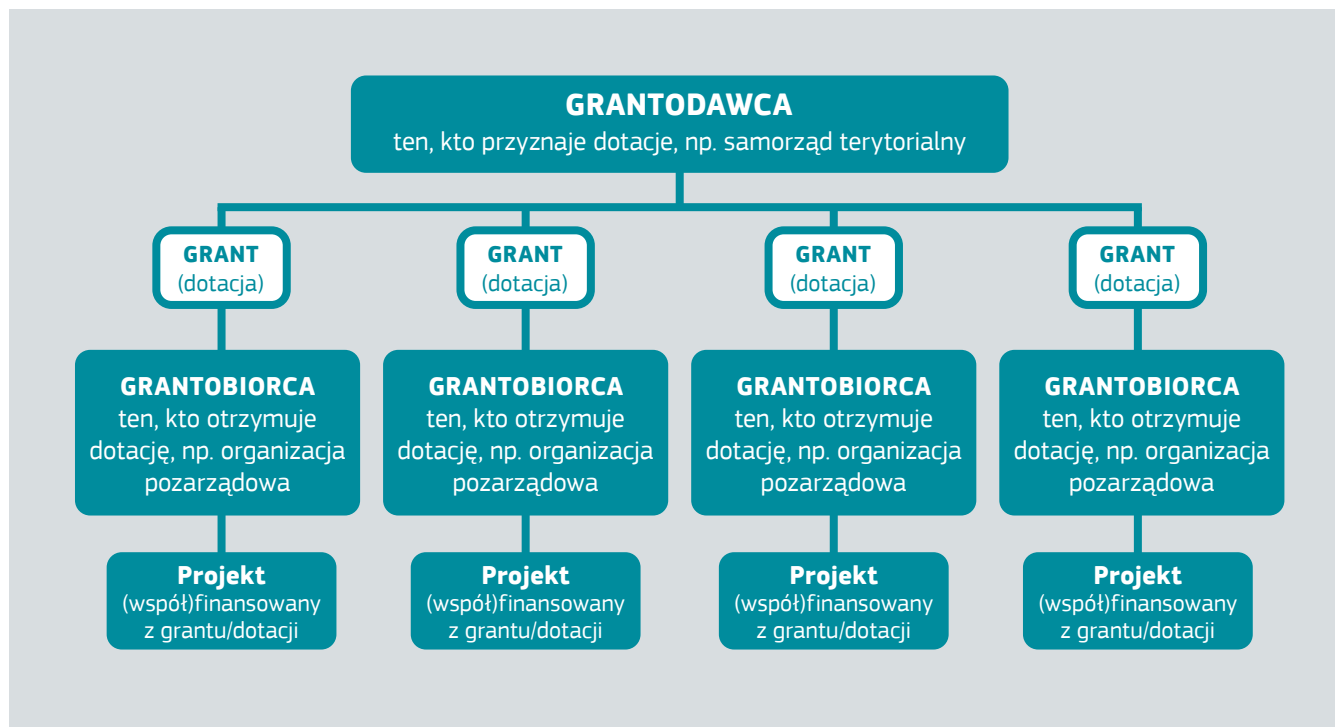 GRANTODAWCA
ten, kto przyznaje dotacje, np. samorząd terytorialny
GRANT
(dotacja)
GRANT
(dotacja)
GRANT
(dotacja)
GRANT
(dotacja)
GRANTOBIORCA
ten, kto otrzymuje
dotację, np. organizacja
pozarządowa
GRANTOBIORCA
ten, kto otrzymuje
dotację, np. organizacja
pozarządowa
GRANTOBIORCA
ten, kto otrzymuje
dotację, np. organizacja
pozarządowa
GRANTOBIORCA
ten, kto otrzymuje
dotację, np. organizacja
pozarządowa
Projekt
(współ)finansowany
z grantu/dotacji
Projekt
(współ)finansowany
z grantu/dotacji
Projekt
(współ)finansowany
z grantu/dotacji
Projekt
(współ)finansowany
z grantu/dotacji